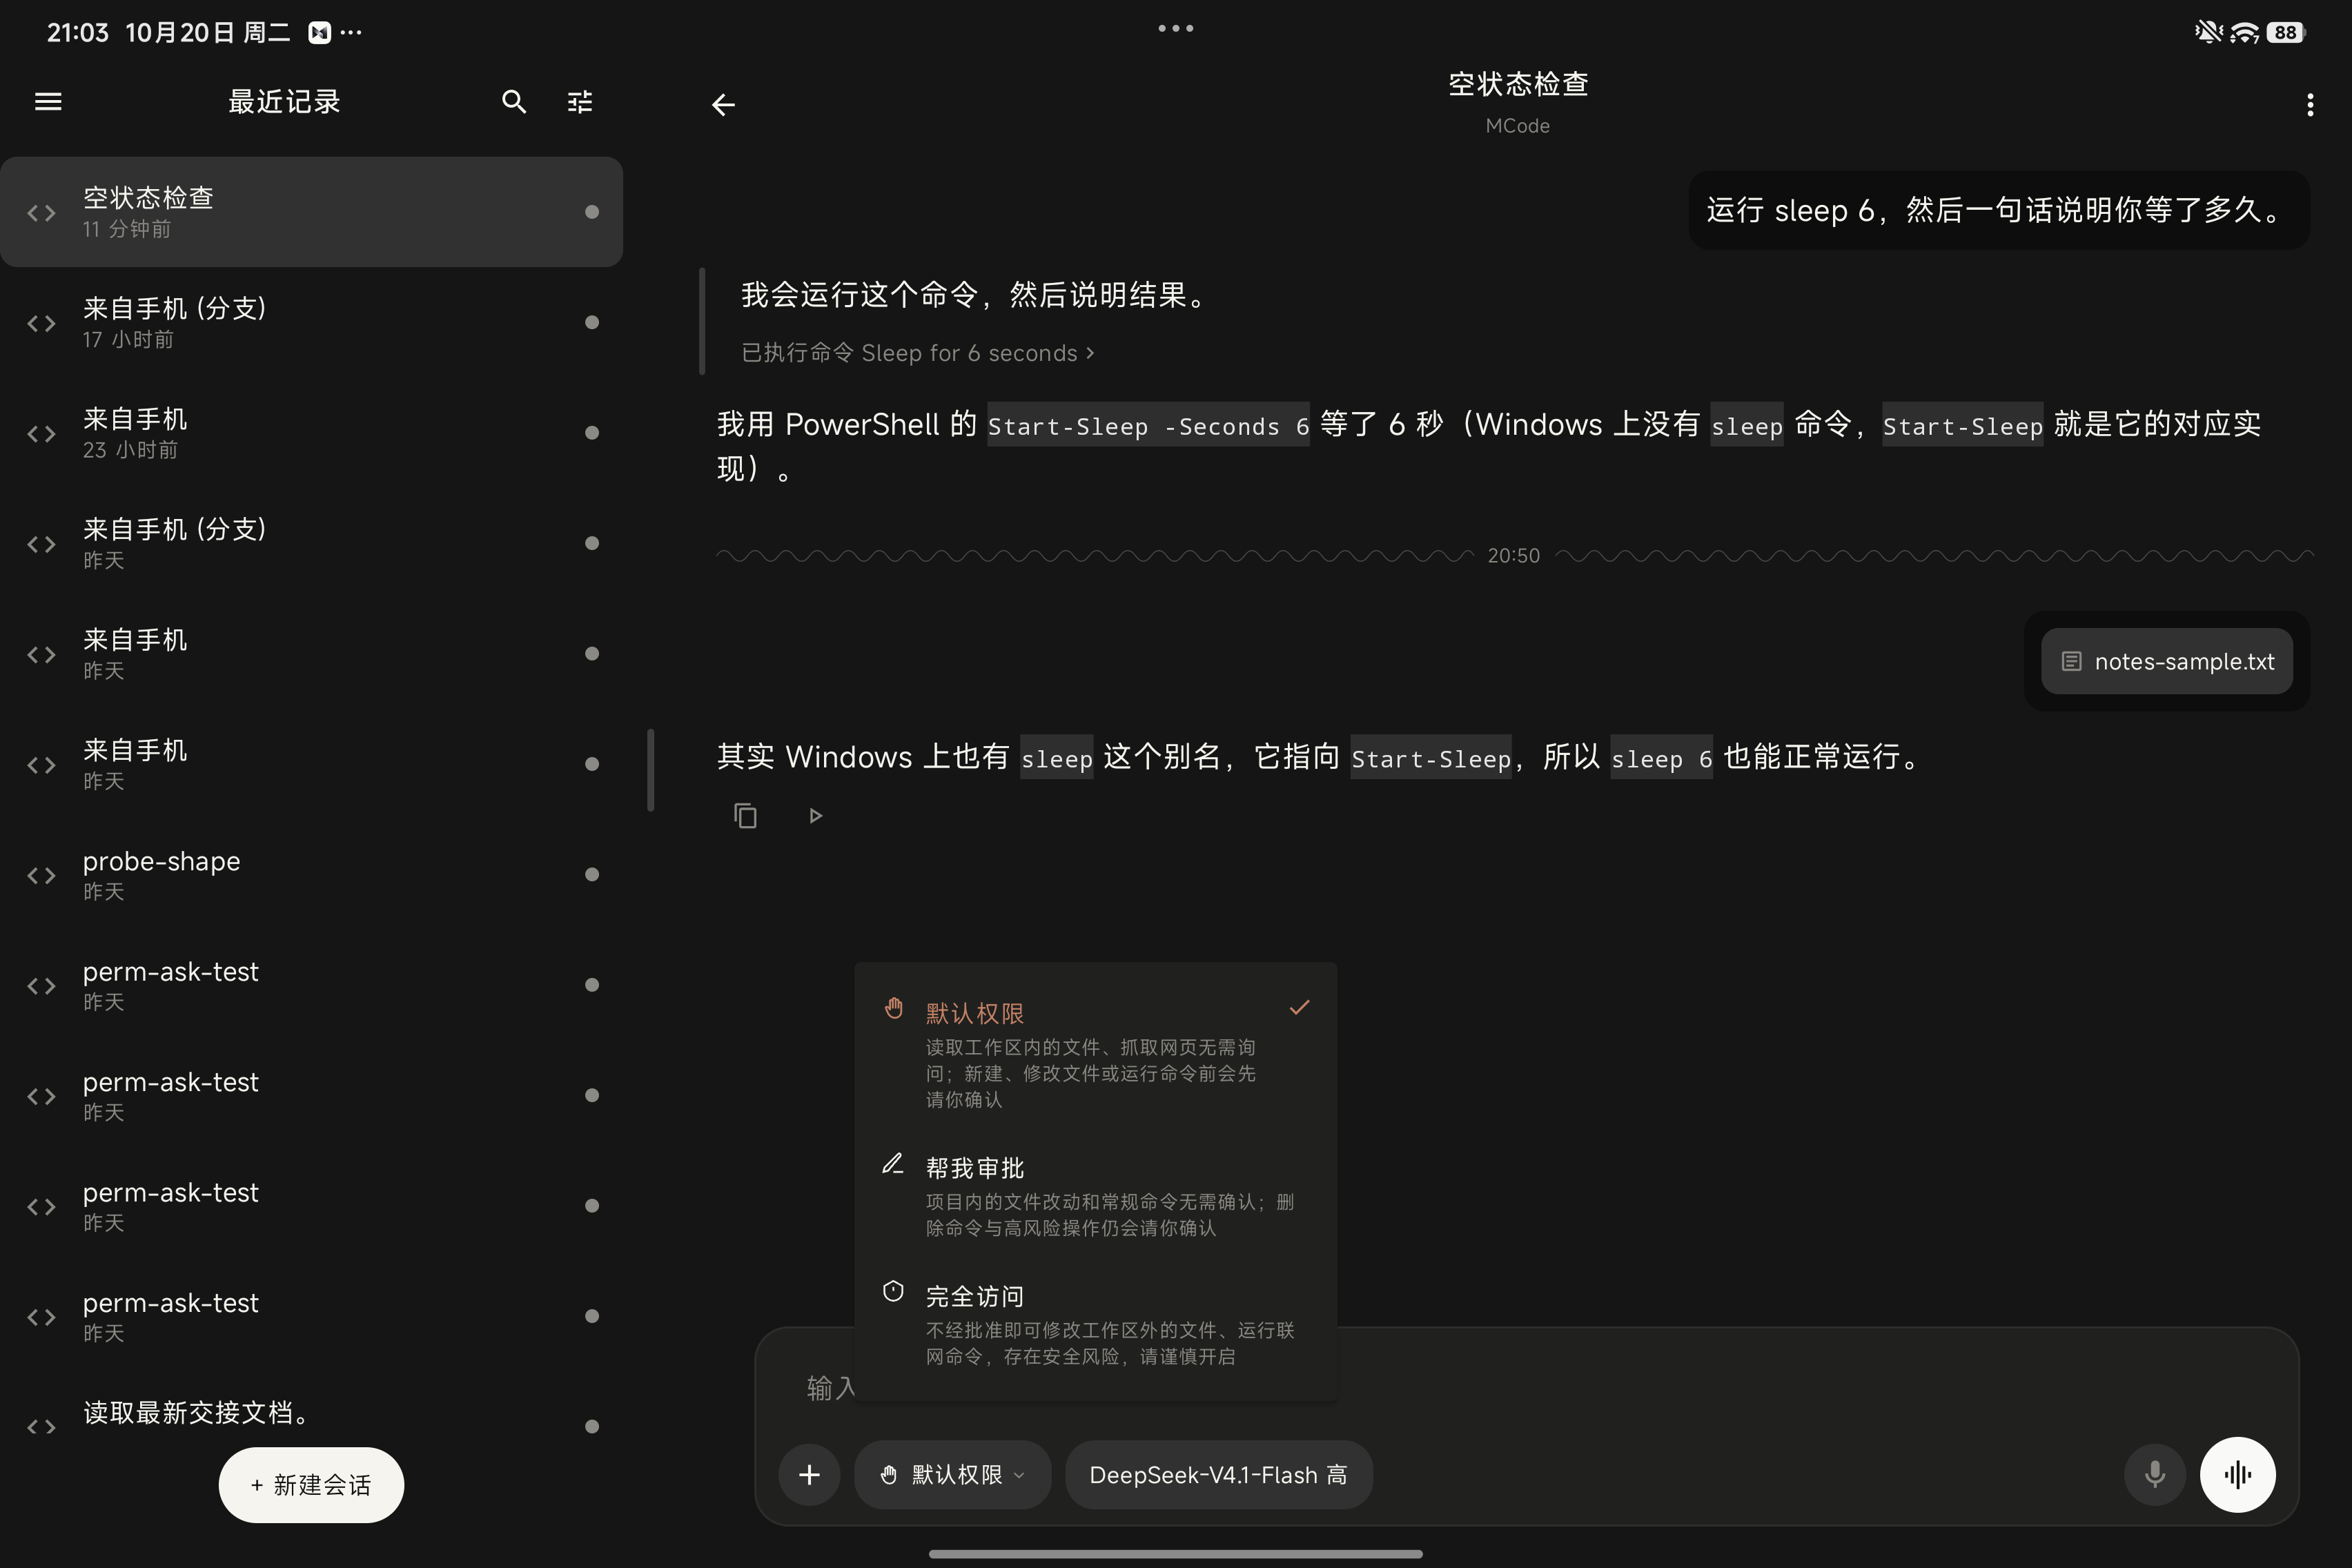 21:03 10月20日 周二
88
最近记录
空状态检查
11 分钟前
来自手机 (分支)
17 小时前
来自手机
23 小时前
来自手机 (分支)
昨天
来自手机
昨天
来自手机
昨天
probe-shape
昨天
perm-ask-test
昨天
perm-ask-test
昨天
perm-ask-test
昨天
perm-ask-test
昨天
读取最新交接文档。
+ 新建会话
空状态检查
MCode
运行 sleep 6，然后一句话说明你等了多久。
我会运行这个命令，然后说明结果。
已执行命令 Sleep for 6 seconds
我用 PowerShell 的 Start-Sleep -Seconds 6 等了 6 秒（Windows 上没有 sleep 命令，Start-Sleep 就是它的对应实
现）。
20:50
notes-sample.txt
其实 Windows 上也有 sleep 这个别名，它指向 Start-Sleep，所以 sleep 6 也能正常运行。
默认权限
读取工作区内的文件、抓取网页无需询
问；新建、修改文件或运行命令前会先
请你确认
帮我审批
项目内的文件改动和常规命令无需确认；删
除命令与高风险操作仍会请你确认
完全访问
不经批准即可修改工作区外的文件、运行联
网命令，存在安全风险，请谨慎开启
输入
默认权限
DeepSeek-V4.1-Flash 高